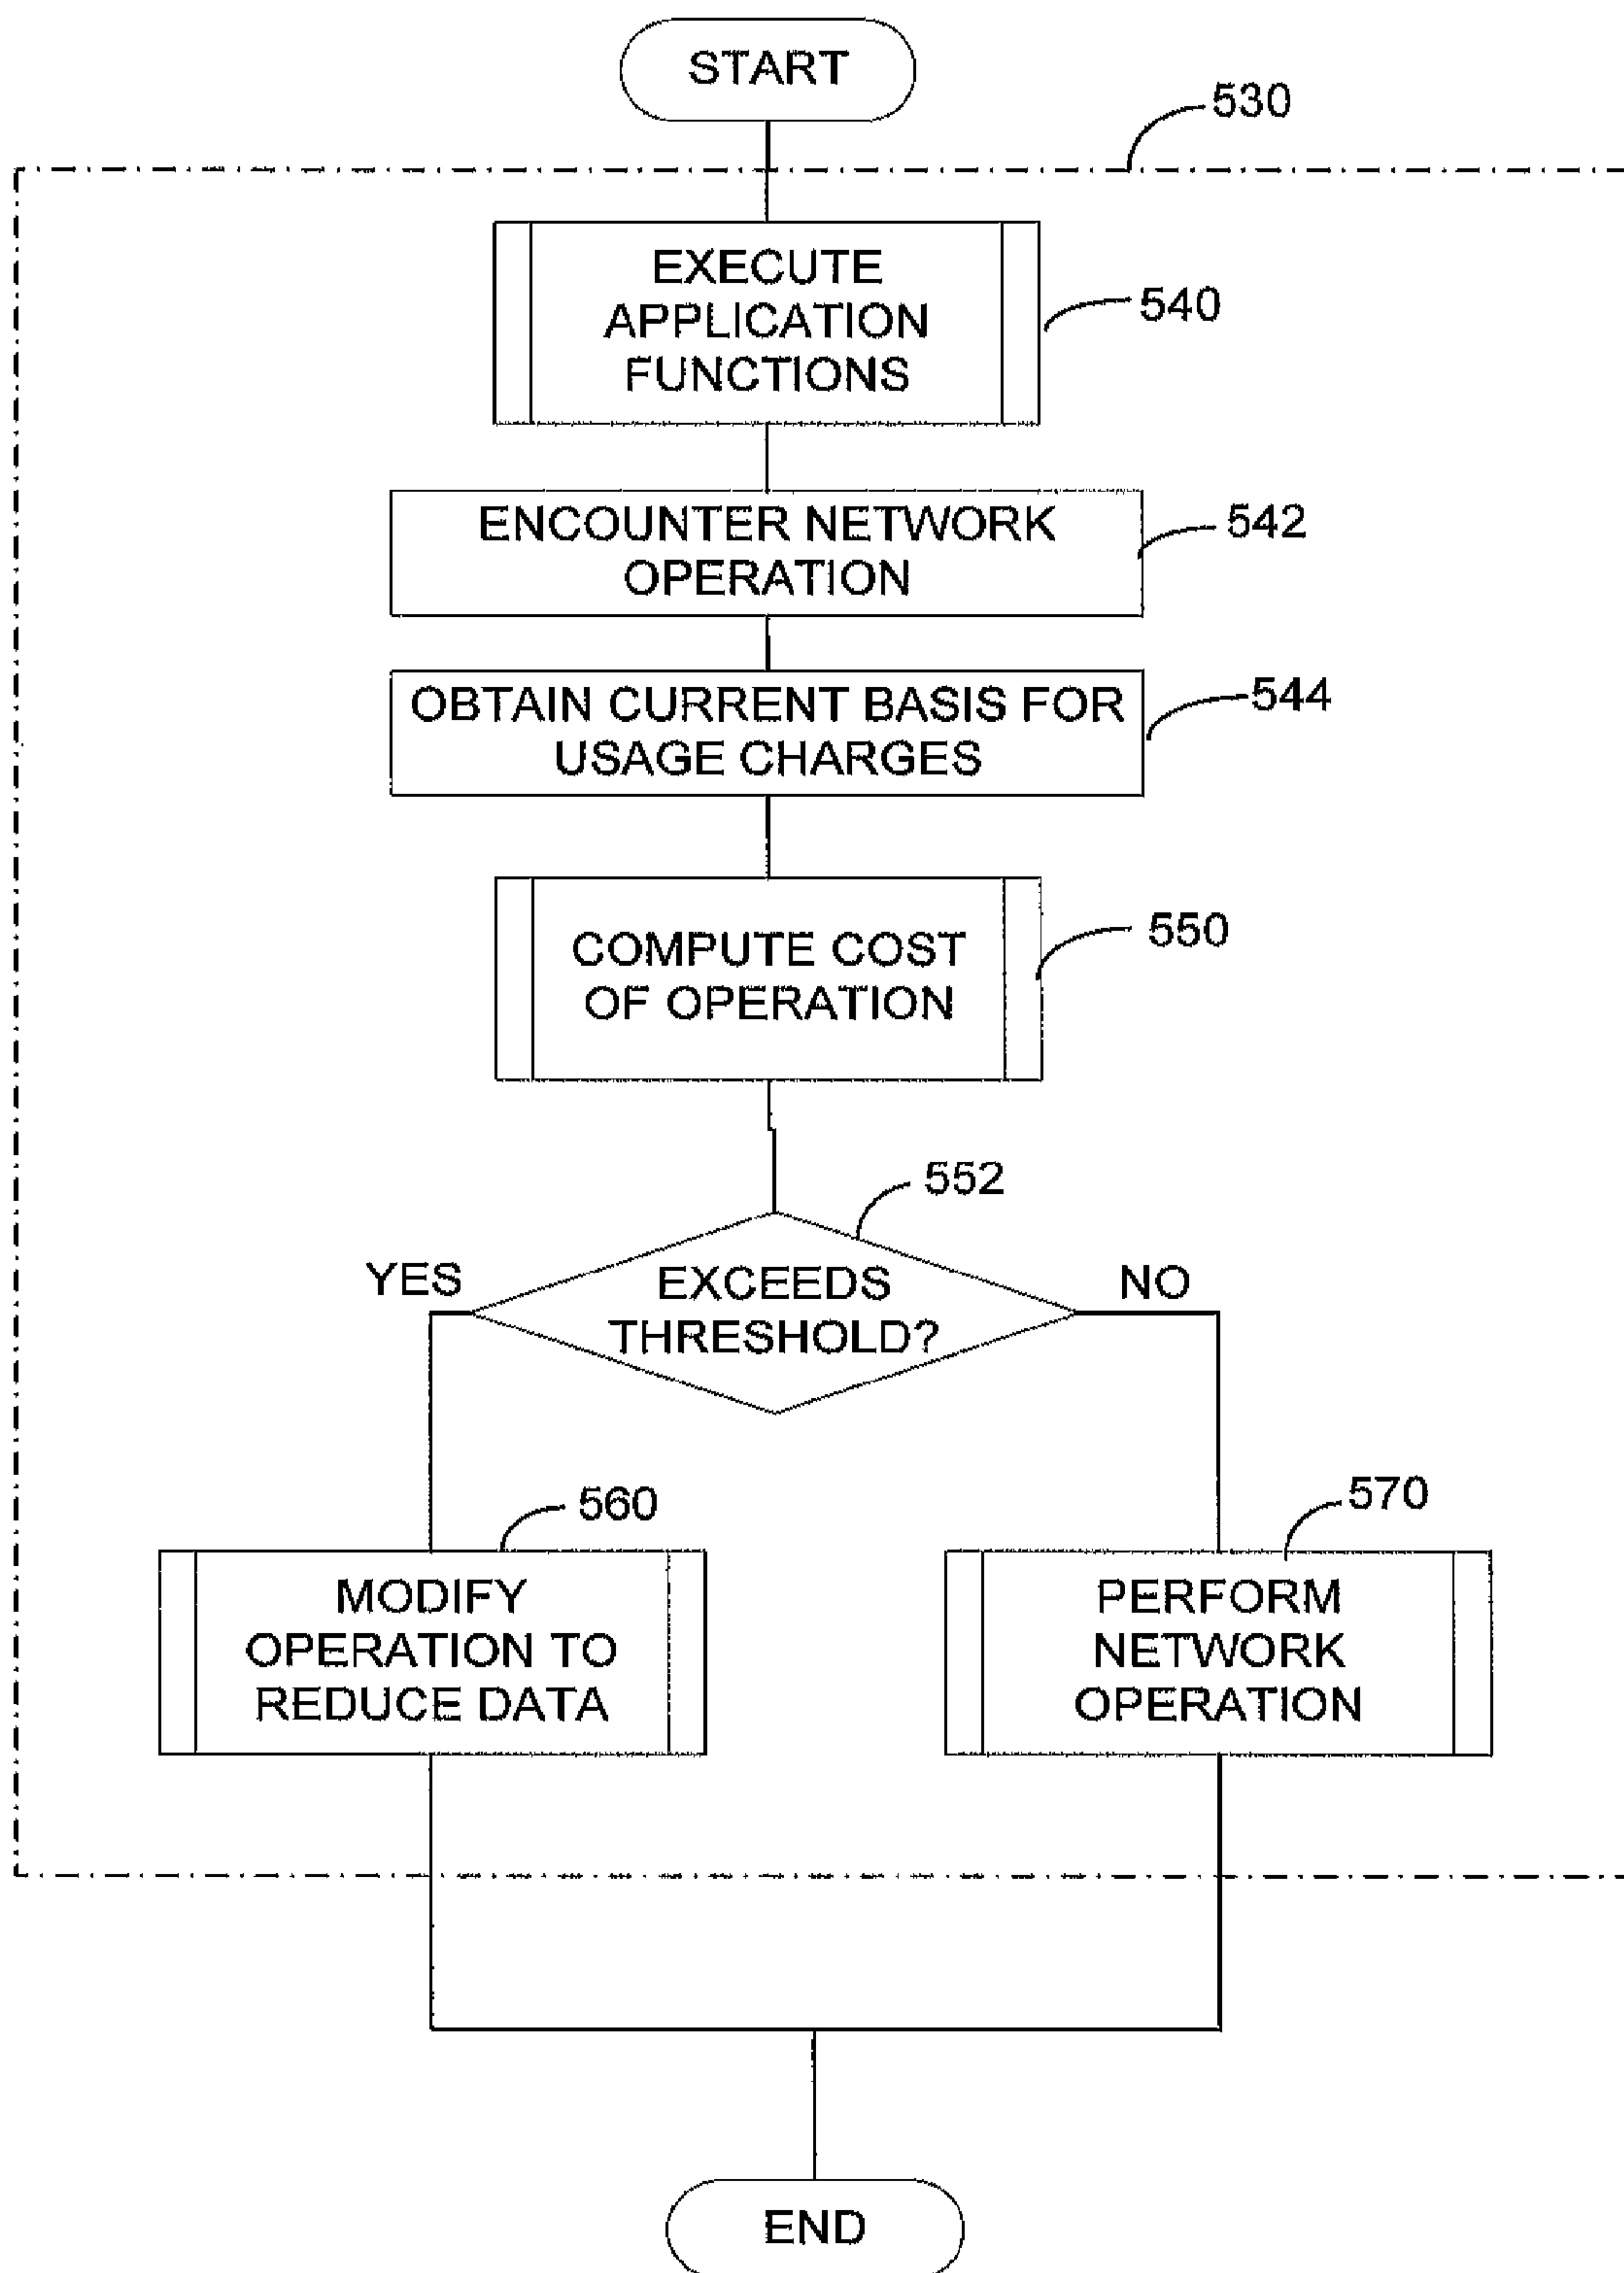 START
530
EXECUTE
APPLICATION
FUNCTIONS
540
ENCOUNTER NETWORK
OPERATION
542
OBTAIN CURRENT BASIS FOR
USAGE CHARGES
544
COMPUTE COST
OF OPERATION
550
552
YES
EXCEEDS
THRESHOLD?
NO
560
MODIFY
OPERATION TO
REDUCE DATA
570
PERFORM
NETWORK
OPERATION
END